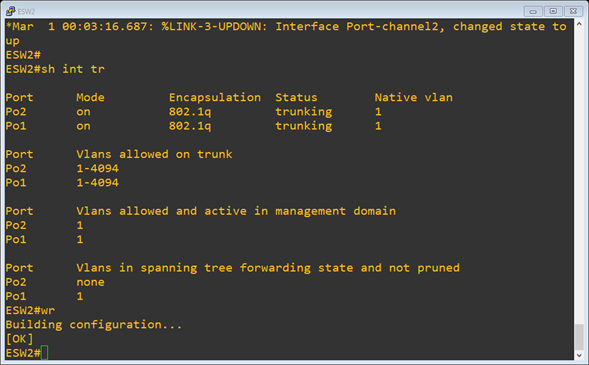 ESW2
*Mar  1 00:03:16.687: %LINK-3-UPDOWN: Interface Port-channel2, changed state to
up
ESW2#
ESW2#sh int tr
Port      Mode         Encapsulation  Status        Native vlan
Po2       on           802.1q         trunking      1
Po1       on           802.1q         trunking      1
Port      Vlans allowed on trunk
Po2       1-4094
Po1       1-4094
Port      Vlans allowed and active in management domain
Po2       1
Po1       1
Port      Vlans in spanning tree forwarding state and not pruned
Po2       none
Po1       1
ESW2#wr
Building configuration...
[OK]
ESW2#